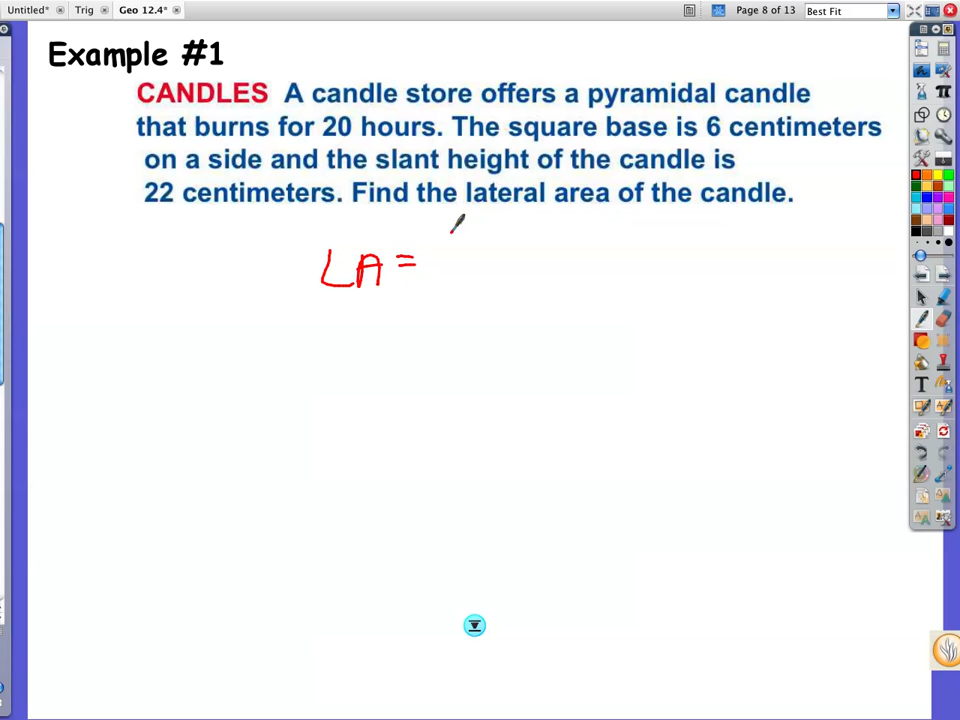 Untitled* Trig Geo 12.4* Page 8 of 13 Best Fit
Example #1
CANDLES A candle store offers a pyramidal candle
that burns for 20 hours. The square base is 6 centimeters
on a side and the slant height of the candle is
22 centimeters. Find the lateral area of the candle.
LA =